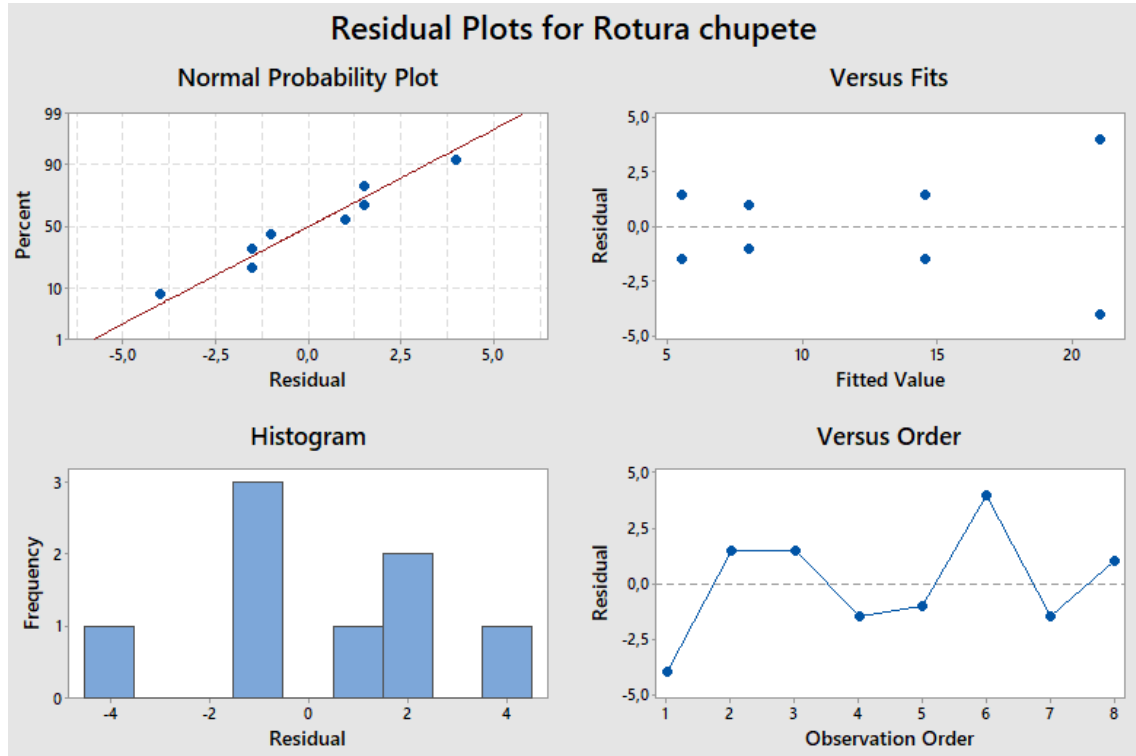 Residual Plots for Rotura chupete
Normal Probability Plot
99
90
50
10
1
Percent
-5,0 -2,5 0,0 2,5 5,0
Residual
Versus Fits
5,0
2,5
0,0
-2,5
-5,0
Residual
5 10 15 20
Fitted Value
Histogram
3
2
1
0
Frequency
-4 -2 0 2 4
Residual
Versus Order
5,0
2,5
0,0
-2,5
-5,0
Residual
1 2 3 4 5 6 7 8
Observation Order